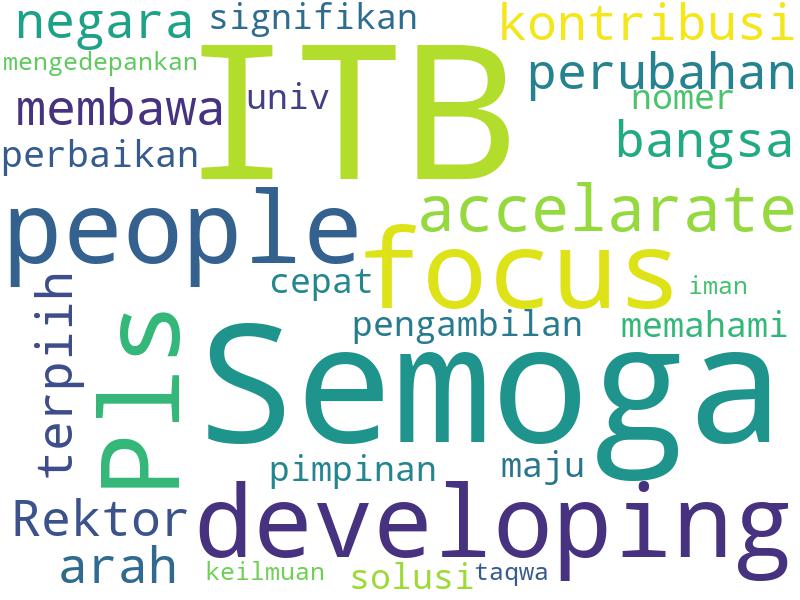 negara
signifikan
kontribusi
mengedepankan
ITB
perubahan
membawa
univ
nomer
perbaikan
bangsa
people
accelarate
focus
cepat
iman
terpiih
Pls
pengambilan
memahami
Semoga
pimpinan
maju
Rektor
developing
arah
keilmuan
solusi
taqwa